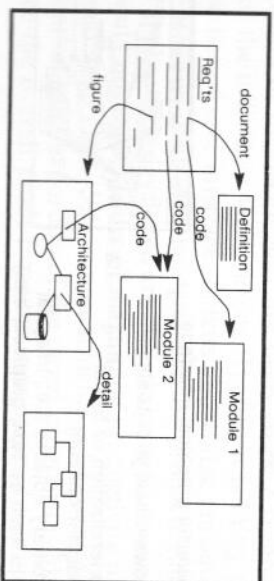 Req'ts
document
Definition
code
Module 1
code
Module 2
figure
code
Architecture
detail